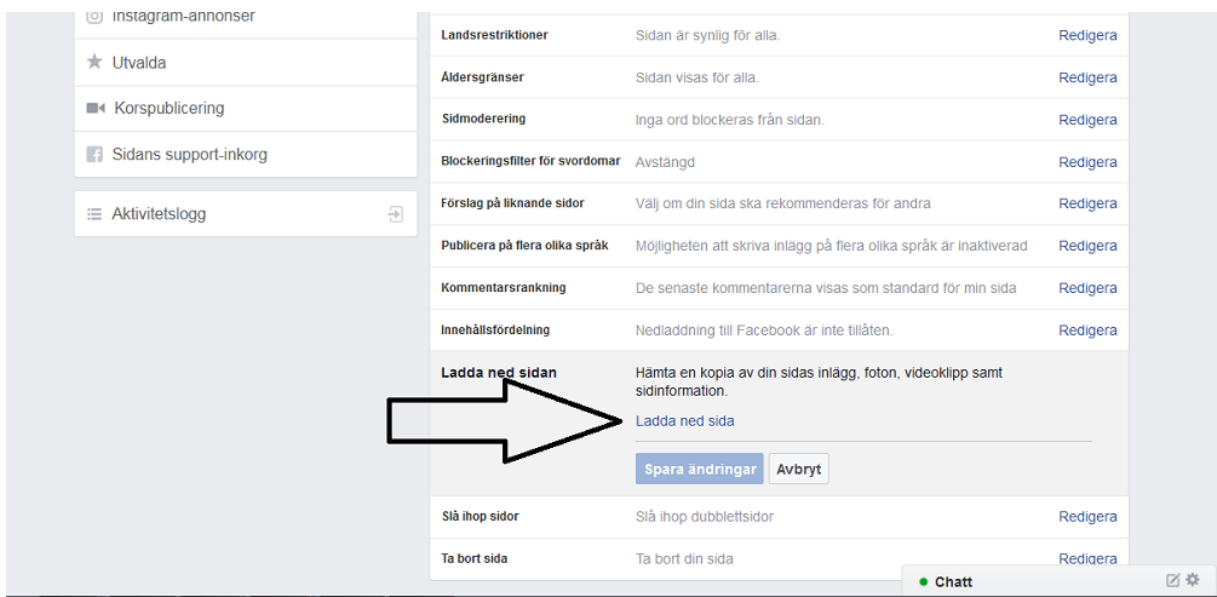 Instagram-annonser
Utvalda
Korspublicering
Sidans support-inkorg
Aktivitetslogg
Landsrestriktioner Sidan är synlig för alla. Redigera
Åldersgränser Sidan visas för alla. Redigera
Sidmoderering Inga ord blockeras från sidan. Redigera
Blockeringsfilter för svordomar Avstängd Redigera
Förslag på liknande sidor Välj om din sida ska rekommenderas för andra Redigera
Publicera på flera olika språk Möjligheten att skriva inlägg på flera olika språk är inaktiverad Redigera
Kommentarsrankning De senaste kommentarerna visas som standard för min sida Redigera
Innehållsfördelning Nedladdning till Facebook är inte tillåten. Redigera
Ladda ned sidan Hämta en kopia av din sidas inlägg, foton, videoklipp samt
sidinformation.
Ladda ned sida
Spara ändringar Avbryt
Slå ihop sidor Slå ihop dubblettsidor Redigera
Ta bort sida Ta bort din sida Redigera
Chatt